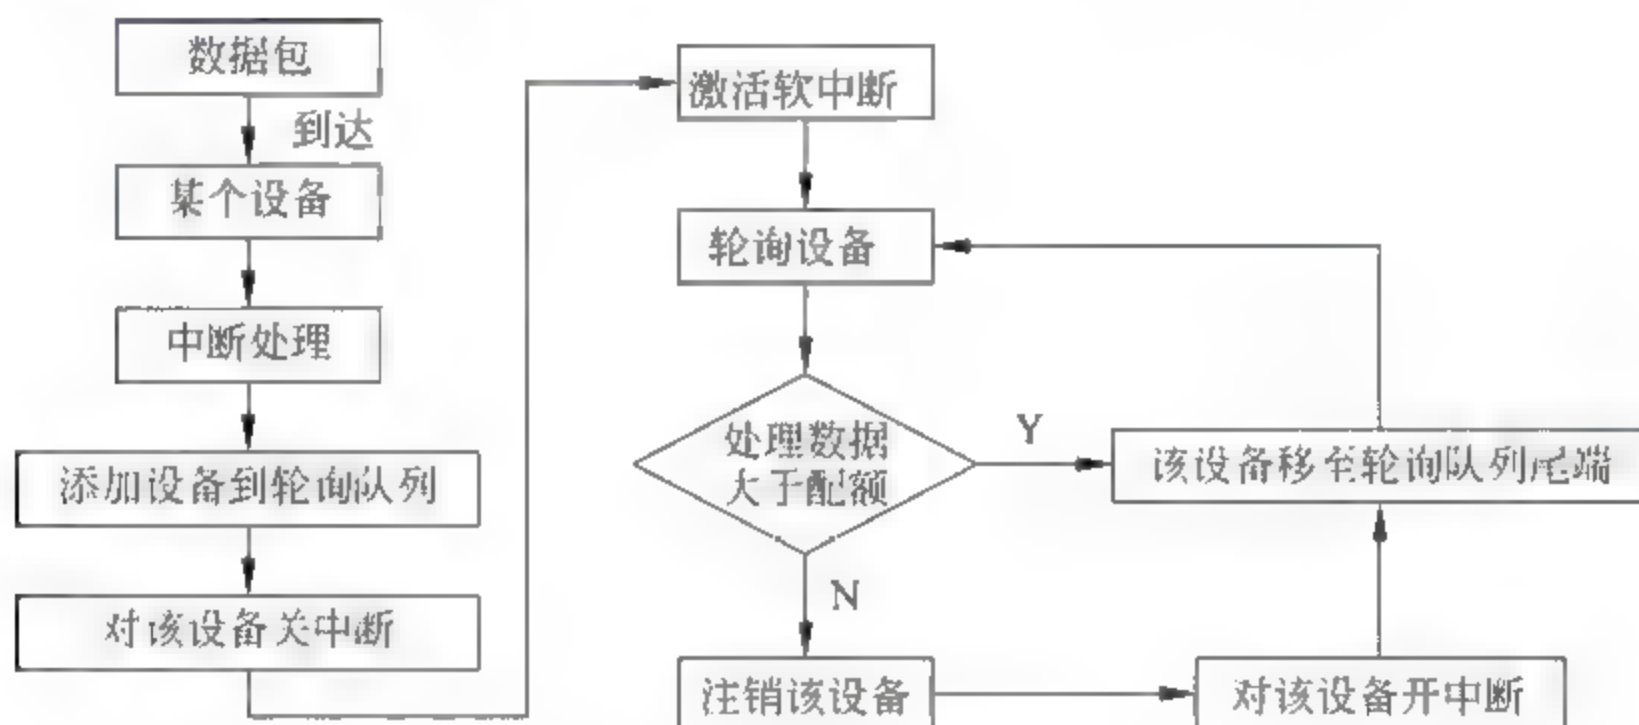 数据包
到达
某个设备
中断处理
添加设备到轮询队列
对该设备关中断
激活软中断
轮询设备
处理数据
大于配额
Y
该设备移至轮询队列尾端
N
注销该设备
对该设备开中断